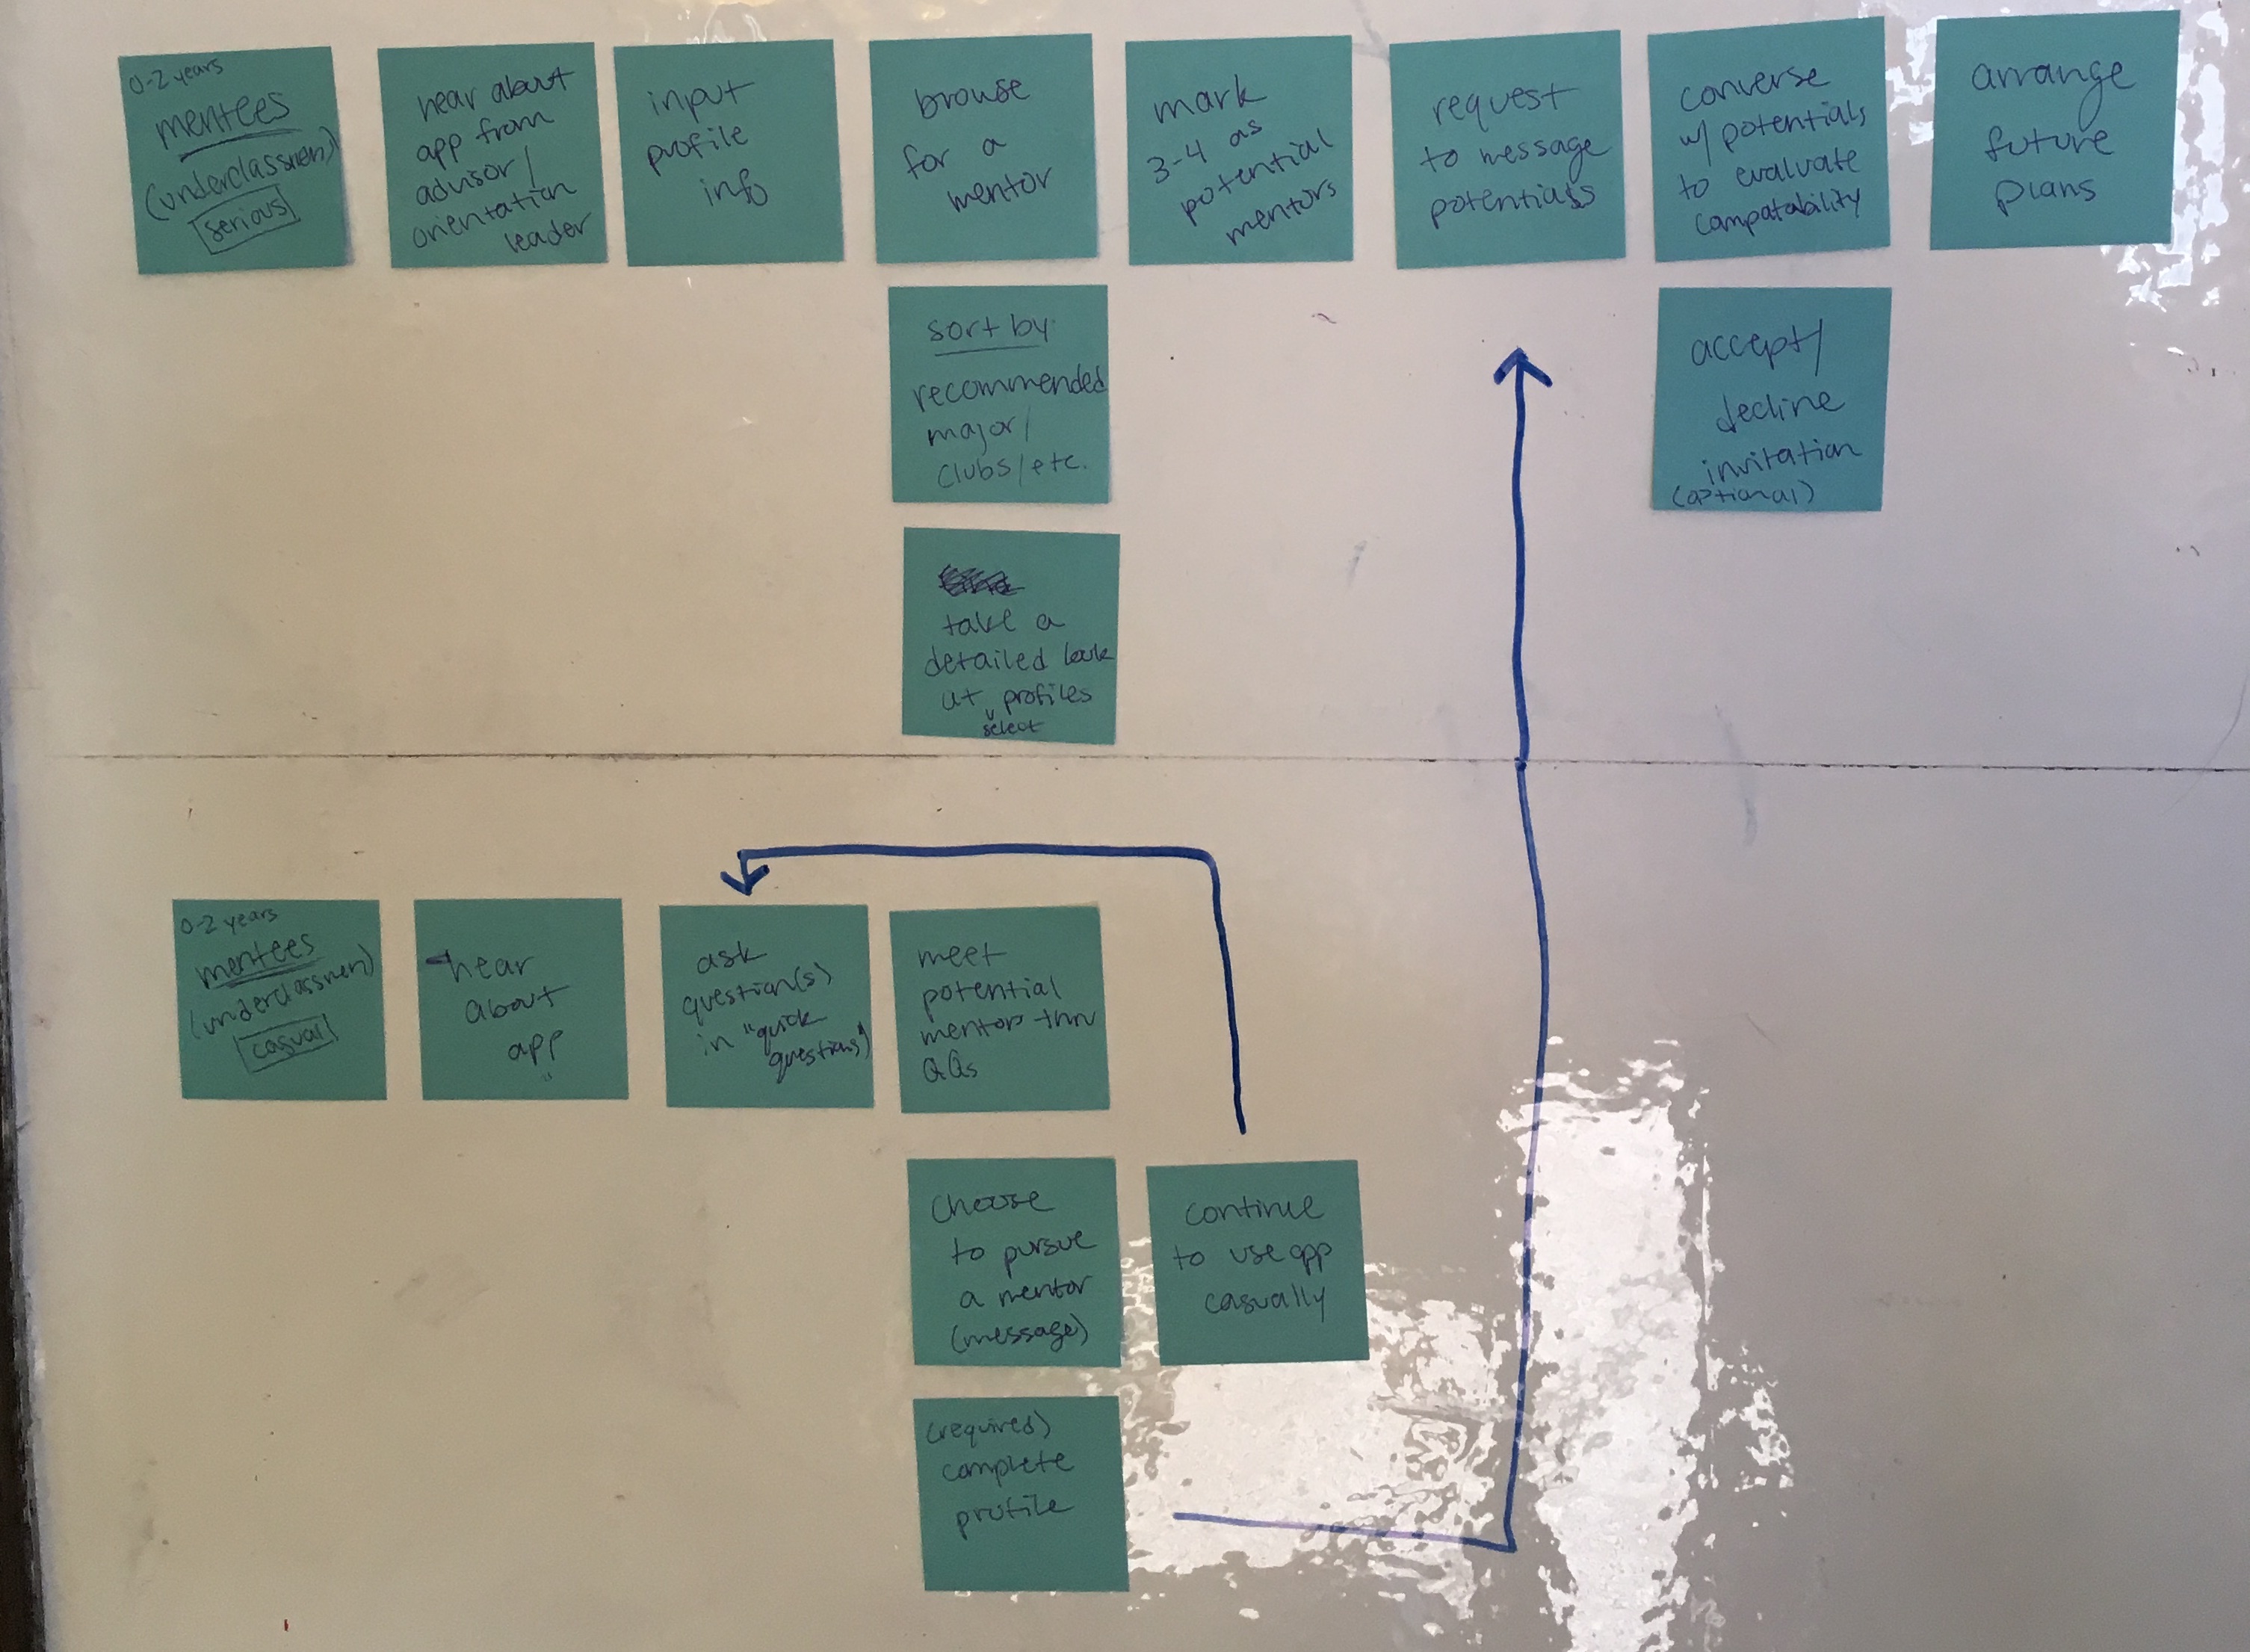 0-2 years
mentees
(underclassmen)
serious
hear about
app from
advisor/
orientation
leader
input
profile
info
browse
for a
mentor
mark
3-4 as
potential
mentors
request
to message
potentials
converse
w/ potentials
to evaluate
compatability
arrange
future
plans
sort by:
recommended
major/
clubs/etc.
accept/
decline
invitation
(optional)
take a
detailed look
at profiles
select
0-2 years
mentees
(underclassmen)
casual
hear
about
app
ask
question(s)
in "quick
questions"
meet
potential
mentors thru
QQs
choose
to pursue
a mentor
(message)
continue
to use app
casually
(required)
complete
profile